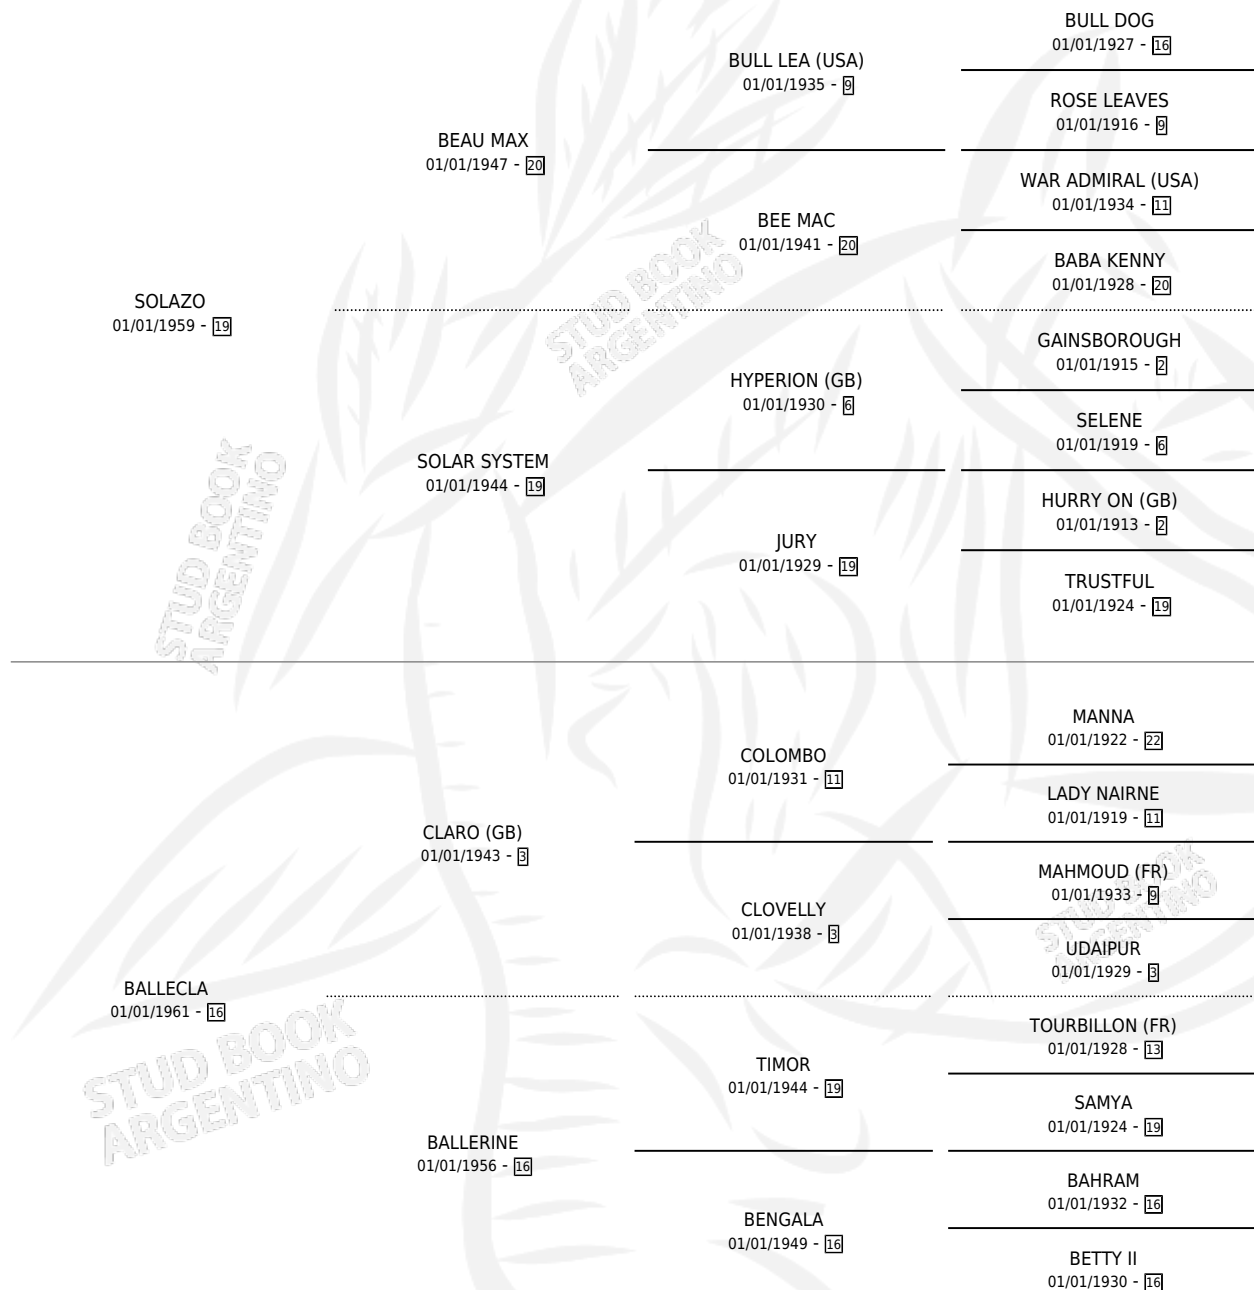 BULL DOG
01/01/1927 - 16
BULL LEA (USA)
01/01/1935 - 9
ROSE LEAVES
01/01/1916 - 9
BEAU MAX
01/01/1947 - 20
WAR ADMIRAL (USA)
01/01/1934 - 11
BEE MAC
01/01/1941 - 20
BABA KENNY
01/01/1928 - 20
SOLAZO
01/01/1959 - 19
STUD BOOK
ARGENTINO
GAINSBOROUGH
01/01/1915 - 2
HYPERION (GB)
01/01/1930 - 6
SELENE
01/01/1919 - 6
SOLAR SYSTEM
01/01/1944 - 19
HURRY ON (GB)
01/01/1913 - 2
JURY
01/01/1929 - 19
TRUSTFUL
01/01/1924 - 19
STUD BOOK
ARGENTINO
MANNA
01/01/1922 - 22
COLOMBO
01/01/1931 - 11
LADY NAIRNE
01/01/1919 - 11
CLARO (GB)
01/01/1943 - 3
MAHMOUD (FR)
01/01/1933 - 9
CLOVELLY
01/01/1938 - 3
STUD BOOK
ARGENTINO
UDAIPUR
01/01/1929 - 3
BALLECLA
01/01/1961 - 16
STUD BOOK
ARGENTINO
TOURBILLON (FR)
01/01/1928 - 13
TIMOR
01/01/1944 - 19
SAMYA
01/01/1924 - 19
BALLERINE
01/01/1956 - 16
BAHRAM
01/01/1932 - 16
BENGALA
01/01/1949 - 16
BETTY II
01/01/1930 - 16